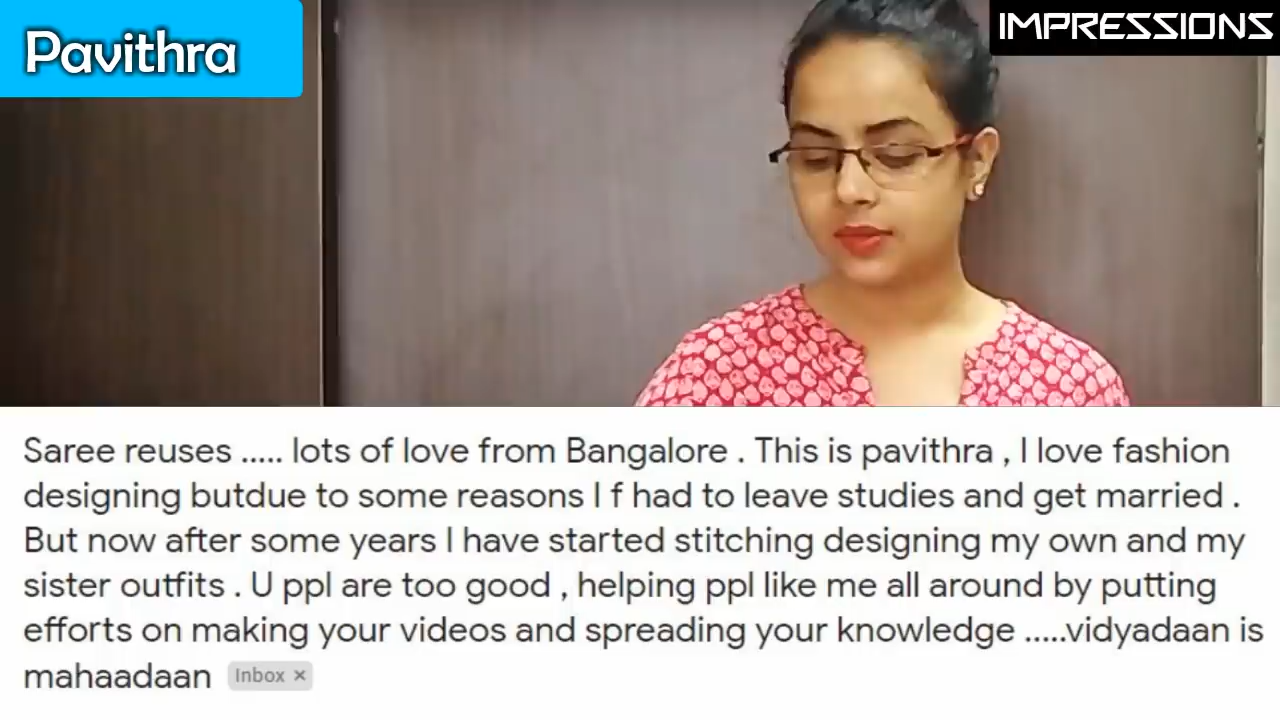 Pavithra
IMPRESSIONS
Saree reuses ..... lots of love from Bangalore . This is pavithra , I love fashion
designing butdue to some reasons I f had to leave studies and get married .
But now after some years I have started stitching designing my own and my
sister outfits . U ppl are too good , helping ppl like me all around by putting
efforts on making your videos and spreading your knowledge .....vidyadaan is
mahaadaan Inbox ×